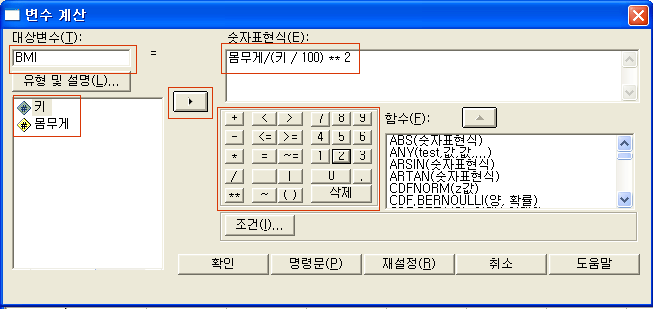 변수 계산
대상변수(T):
BMI
=
숫자표현식(E):
몸무게/(키 / 100) ** 2
유형 및 설명(L)...
키
몸무게
+ < > 7 8 9
- <= >= 4 5 6
* = ~= 1 2 3
/ | 0 .
** ~ ( ) 삭제
함수(F):
ABS(숫자표현식)
ANY(test,값,값,...)
ARSIN(숫자표현식)
ARTAN(숫자표현식)
CDFNORM(z값)
CDF.BERNOULLI(양, 확률)
조건(I)...
확인
명령문(P)
재설정(R)
취소
도움말